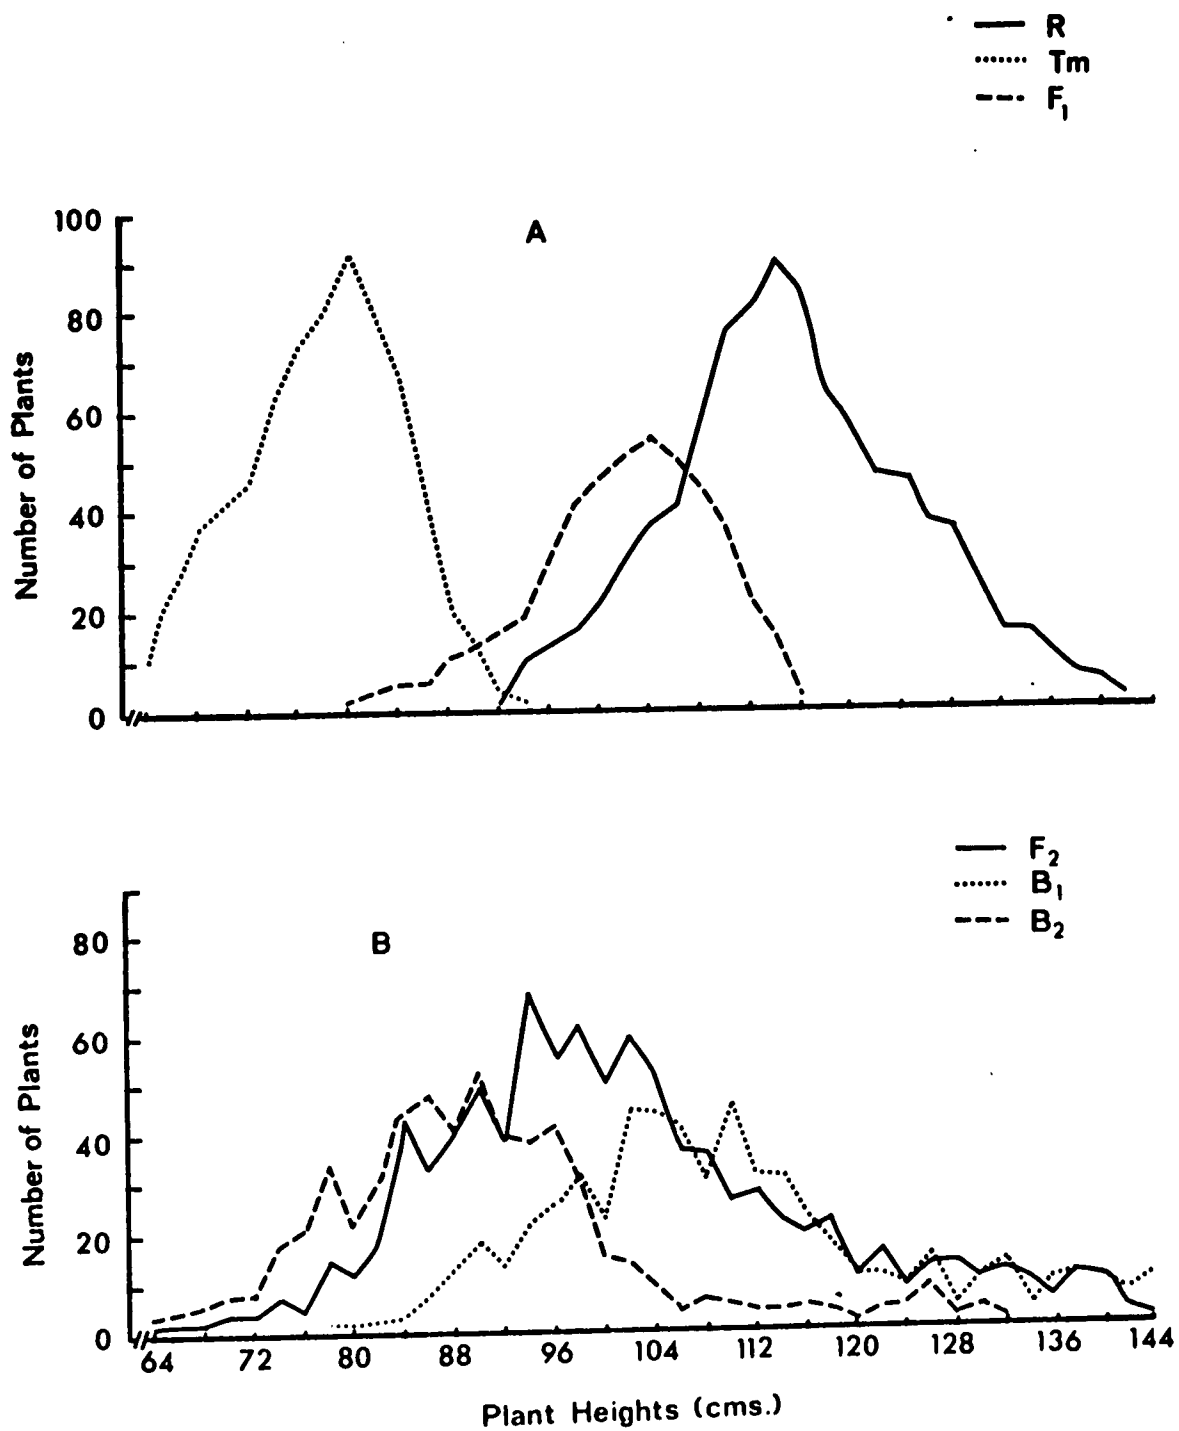 R
Tm
F₁
A
100
80
60
40
20
0
Number of Plants
F₂
B₁
B₂
B
80
60
40
20
0
Number of Plants
64 72 80 88 96 104 112 120 128 136 144
Plant Heights (cms.)